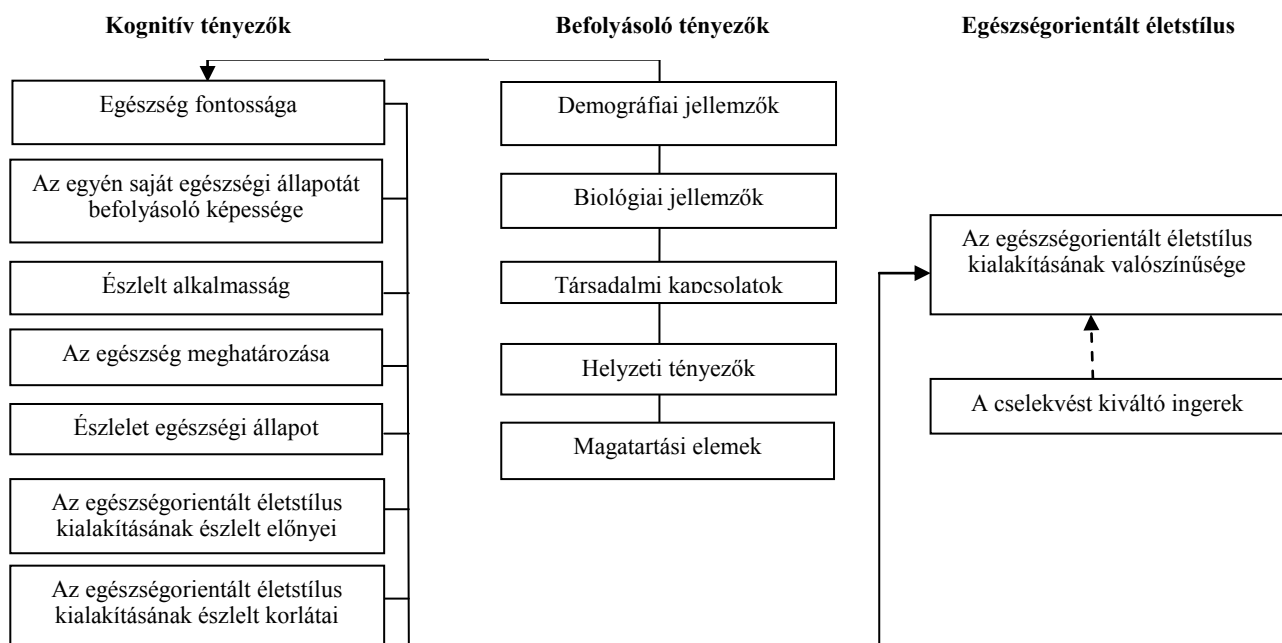 Kognitív tényezők
Egészség fontossága
Az egyén saját egészségi állapotát
befolyásoló képessége
Észlelt alkalmasság
Az egészség meghatározása
Észlelet egészségi állapot
Az egészségorientált életstílus
kialakításának észlelt előnyei
Az egészségorientált életstílus
kialakításának észlelt korlátai
Befolyásoló tényezők
Demográfiai jellemzők
Biológiai jellemzők
Társadalmi kapcsolatok
Helyzeti tényezők
Magatartási elemek
Egészségorientált életstílus
Az egészségorientált életstílus
kialakításának valószínűsége
A cselekvést kiváltó ingerek